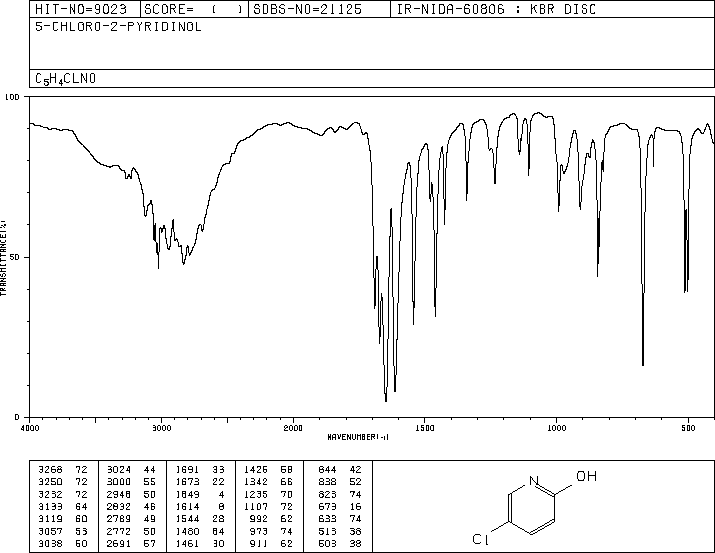 HIT-NO=9023 SCORE= ( ) SDBS-NO=21125 IR-NIDA-60806 : KBR DISC
5-CHLORO-2-PYRIDINOL
C5H4CLNO
100
50
0
TRANSMITTANCE(%)
4000 3000 2000 1500 1000 500
WAVENUMBER(-1)
3268 72 3024 44 1691 33 1426 58 844 42
3250 72 3000 55 1673 22 1342 66 838 52
3232 72 2948 50 1649 4 1235 70 823 74
3133 64 2832 46 1614 8 1107 72 673 16
3119 60 2789 49 1544 28 992 62 633 74
3057 53 2772 50 1480 64 973 74 513 38
3038 60 2691 57 1461 30 911 62 503 38
OH
N
Cl